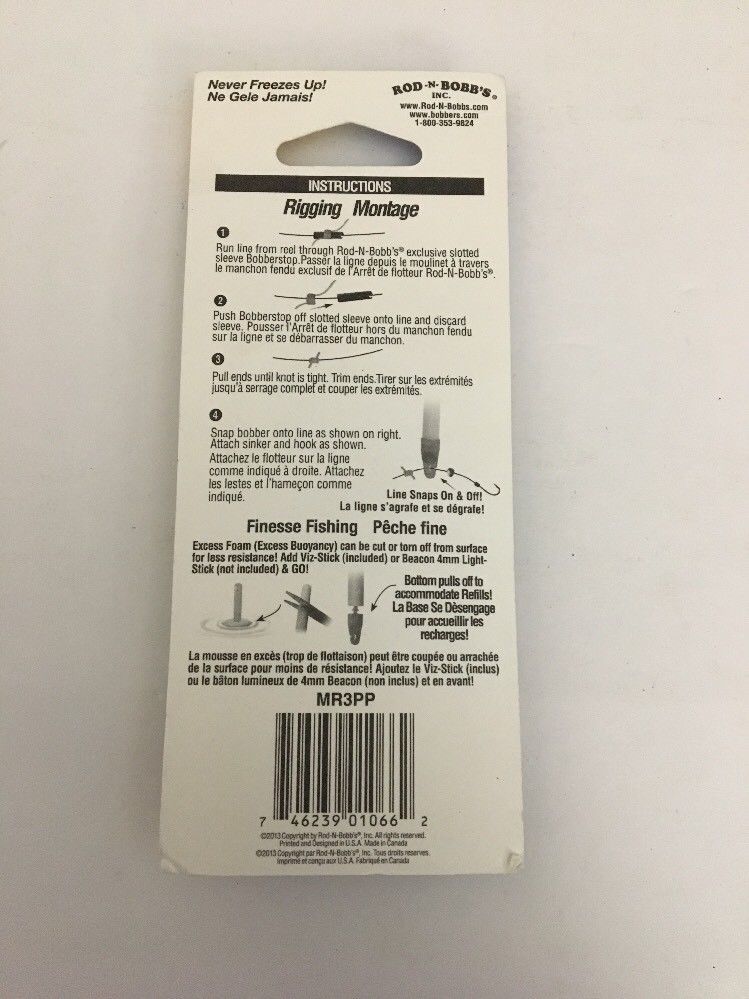 Never Freezes Up!
Ne Gele Jamais!
ROD-N-BOBB'S®
INC.
www.Rod-N-Bobbs.com
www.bobbers.com
1-800-353-9824
INSTRUCTIONS
Rigging Montage
1
Run line from reel through Rod-N-Bobb's® exclusive slotted
sleeve Bobberstop.Passer la ligne depuis le moulinet à travers
le manchon fendu exclusif de l'Arrêt de flotteur Rod-N-Bobb's®.
2
Push Bobberstop off slotted sleeve onto line and discard
sleeve. Pousser l'Arrêt de flotteur hors du manchon fendu
sur la ligne et se débarrasser du manchon.
3
Pull ends until knot is tight. Trim ends.Tirer sur les extrémités
jusqu'à serrage complet et couper les extrémités.
4
Snap bobber onto line as shown on right.
Attach sinker and hook as shown.
Attachez le flotteur sur la ligne
comme indiqué à droite. Attachez
les lestes et l'hameçon comme
indiqué.
Line Snaps On & Off!
La ligne s'agrafe et se dégrafe!
Finesse Fishing Pêche fine
Excess Foam (Excess Buoyancy) can be cut or torn off from surface
for less resistance! Add Viz-Stick (included) or Beacon 4mm Light-
Stick (not included) & GO!
Bottom pulls off to
accommodate Refills!
La Base Se Dèsengage
pour accueillir les
recharges!
La mousse en excès (trop de flottaison) peut être coupée ou arrachée
de la surface pour moins de résistance! Ajoutez le Viz-Stick (inclus)
ou le bâton lumineux de 4mm Beacon (non inclus) et en avant!
MR3PP
7 46239 01066 2
©2013 Copyright by Rod-N-Bobb's®, Inc. All rights reserved.
Printed and Designed in U.S.A. Made in Canada
©2013 Copyright par Rod-N-Bobb's®, Inc. Tous droits reserves.
Imprimé et conçu aux U.S.A. Fabriqué en Canada